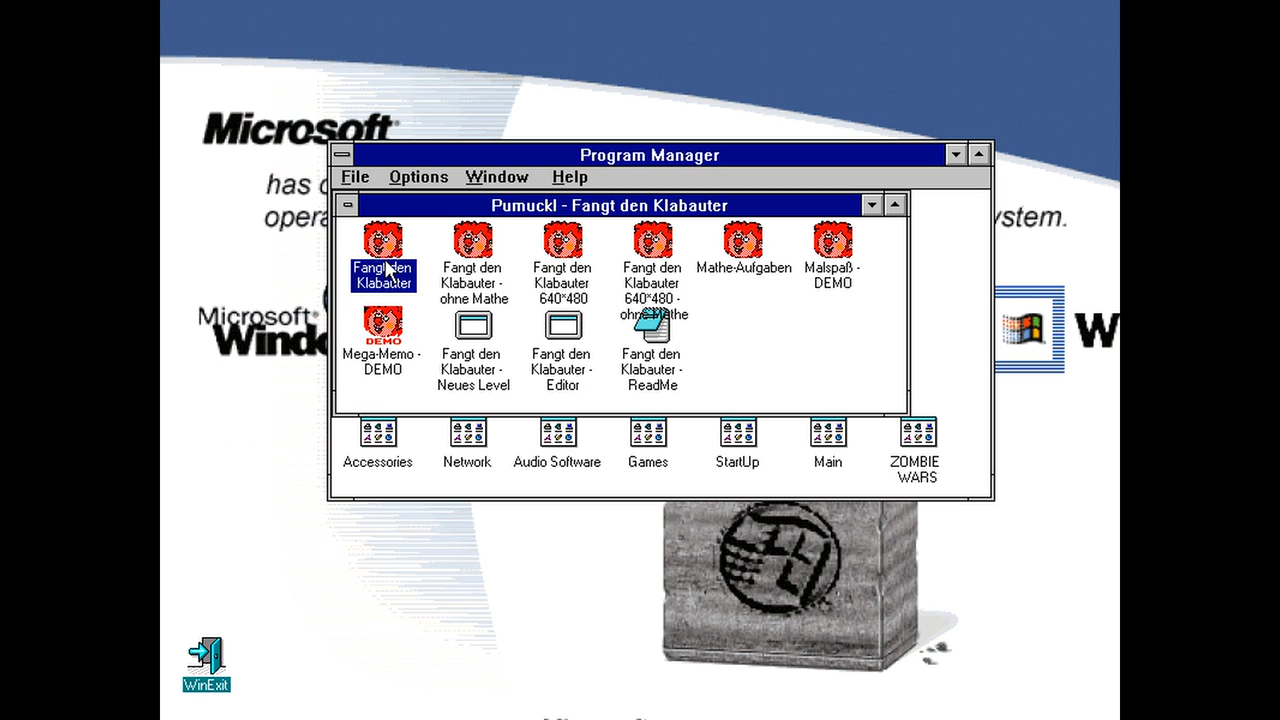 Microsoft
has
opera
ystem.
Microsoft
Windo
W
Program Manager
File Options Window Help
Pumuckl - Fangt den Klabauter
Fangt den
Klabauter
Fangt den
Klabauter -
ohne Mathe
Fangt den
Klabauter
640*480
Fangt den
Klabauter
640*480 -
ohne Mathe
Mathe-Aufgaben
Malspaß -
DEMO
DEMO
Mega-Memo -
DEMO
Fangt den
Klabauter -
Neues Level
Fangt den
Klabauter -
Editor
Fangt den
Klabauter -
ReadMe
Accessories
Network
Audio Software
Games
StartUp
Main
ZOMBIE
WARS
WinExit